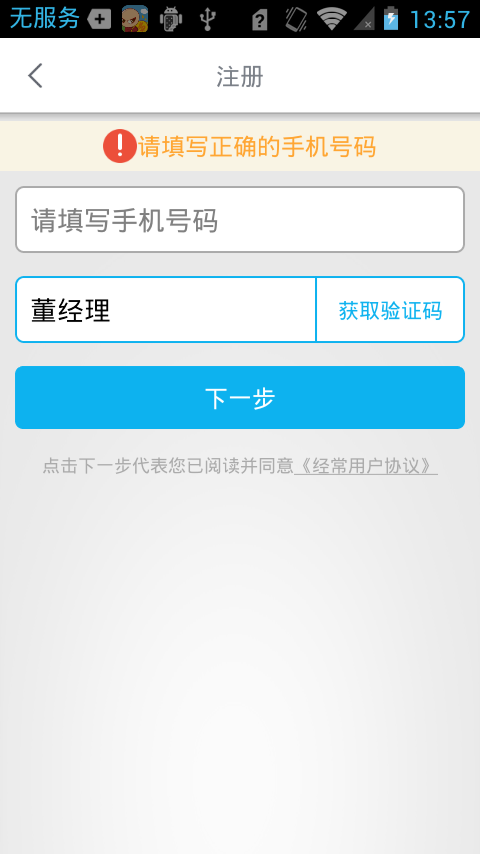 无服务 13:57
注册
请填写正确的手机号码
请填写手机号码
董经理 获取验证码
下一步
点击下一步代表您已阅读并同意《经常用户协议》